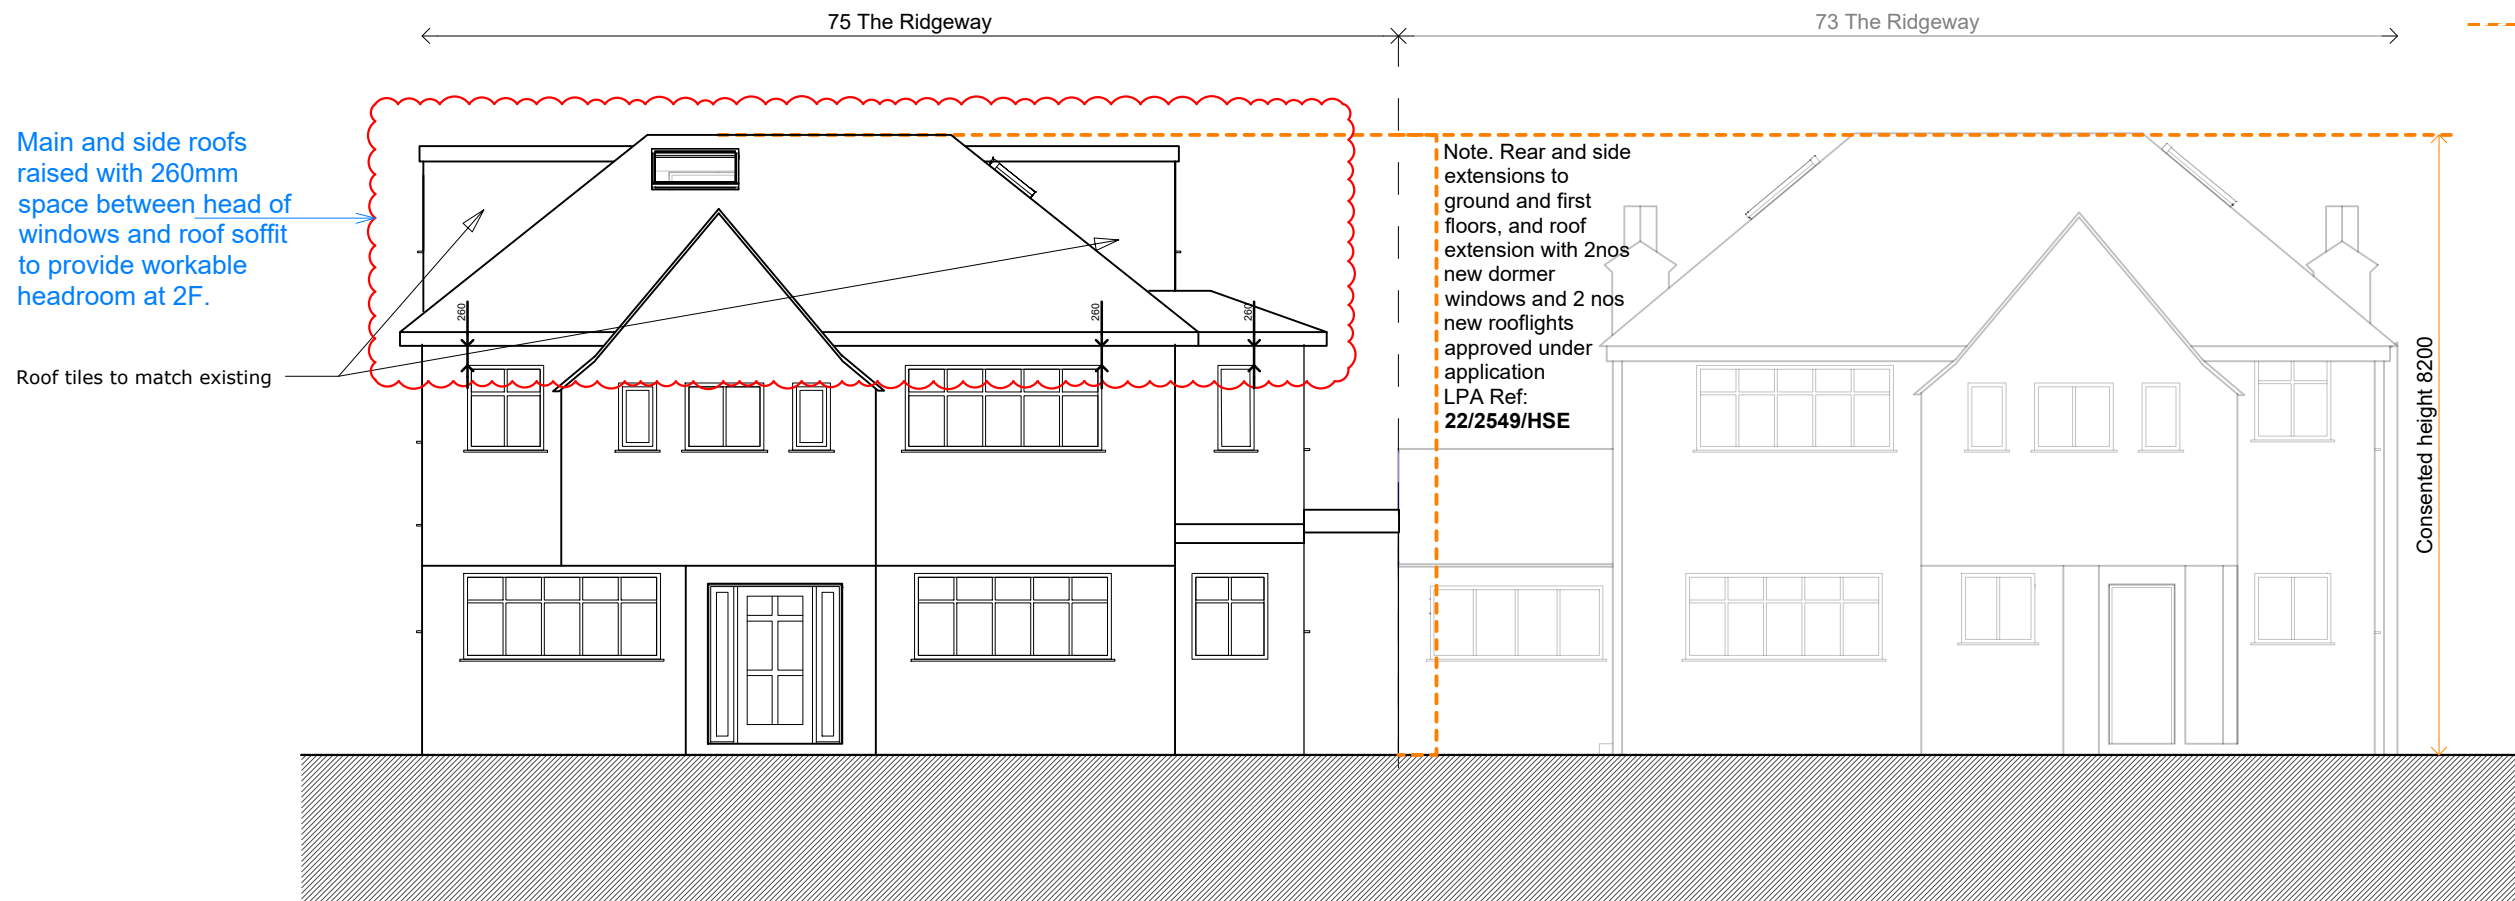 75 The Ridgeway
73 The Ridgeway
Main and side roofs
raised with 260mm
space between head of
windows and roof soffit
to provide workable
headroom at 2F.
Roof tiles to match existing
260
260
260
Note. Rear and side
extensions to
ground and first
floors, and roof
extension with 2nos
new dormer
windows and 2 nos
new rooflights
approved under
application
LPA Ref:
22/2549/HSE
Consented height 8200